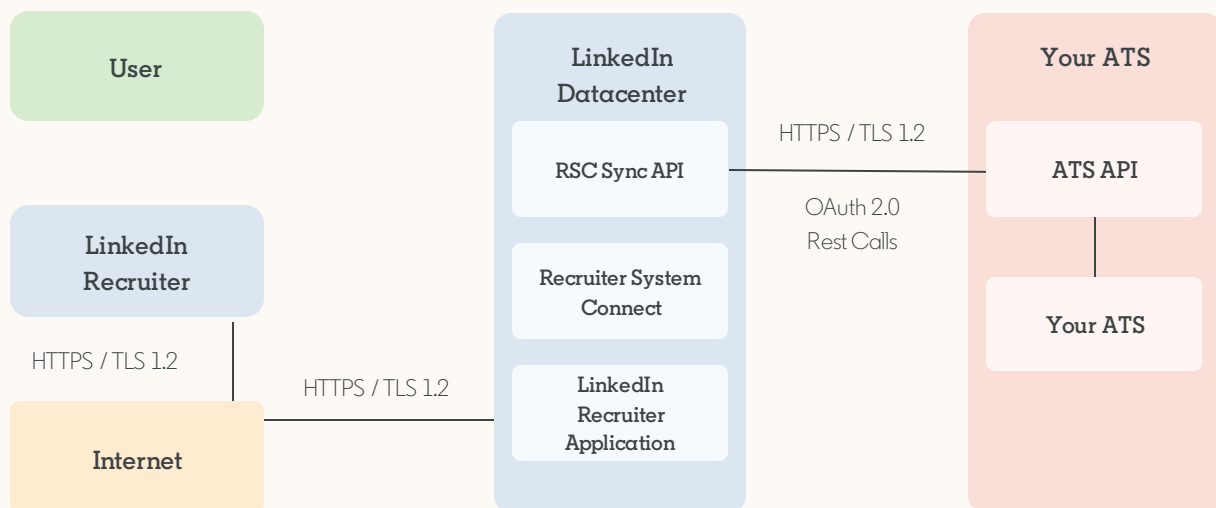 User
LinkedIn
Recruiter
HTTPS / TLS 1.2
Internet
HTTPS / TLS 1.2
LinkedIn
Datacenter
RSC Sync API
Recruiter System
Connect
LinkedIn
Recruiter
Application
HTTPS / TLS 1.2
OAuth 2.0
Rest Calls
Your ATS
ATS API
Your ATS